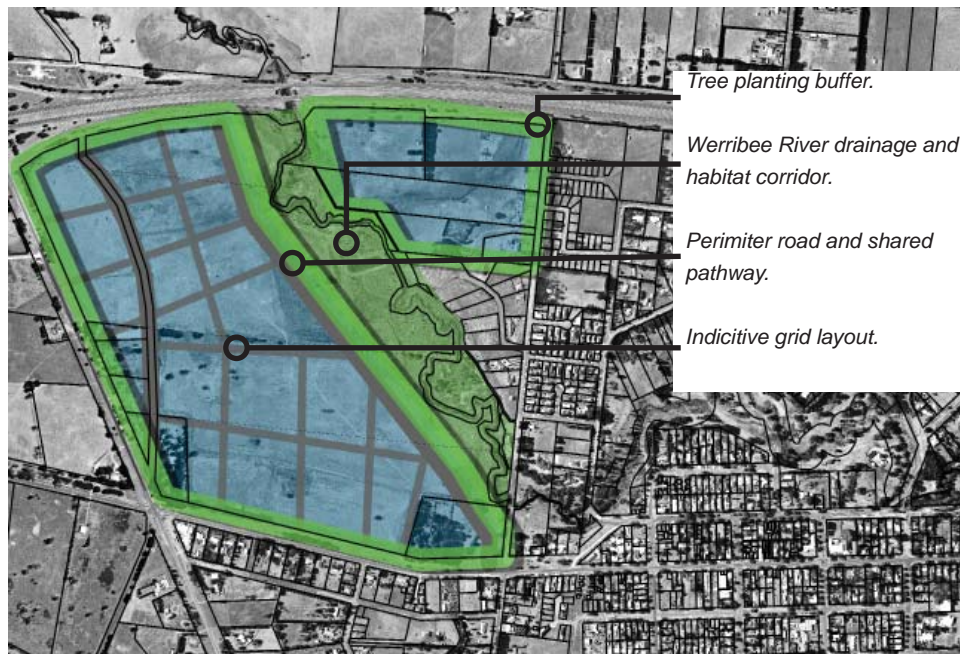 Tree planting buffer.
Werribee River drainage and
habitat corridor.
Perimiter road and shared
pathway.
Indicitive grid layout.